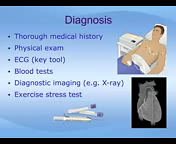 Diagnosis
• Thorough medical history
• Physical exam
• ECG (key tool)
• Blood tests
• Diagnostic imaging (e.g. X-ray)
• Exercise stress test